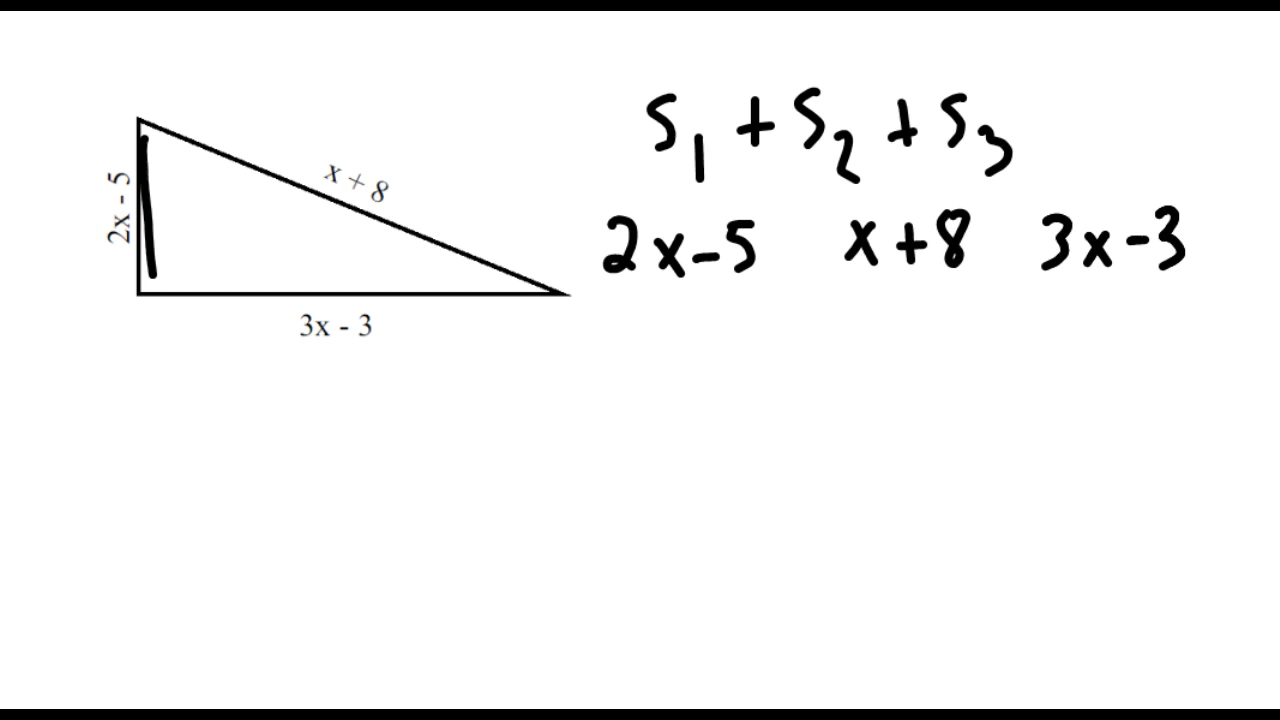 S1 + S2 + S3
2x - 5
x + 8
2x-5 x+8 3x-3
3x - 3